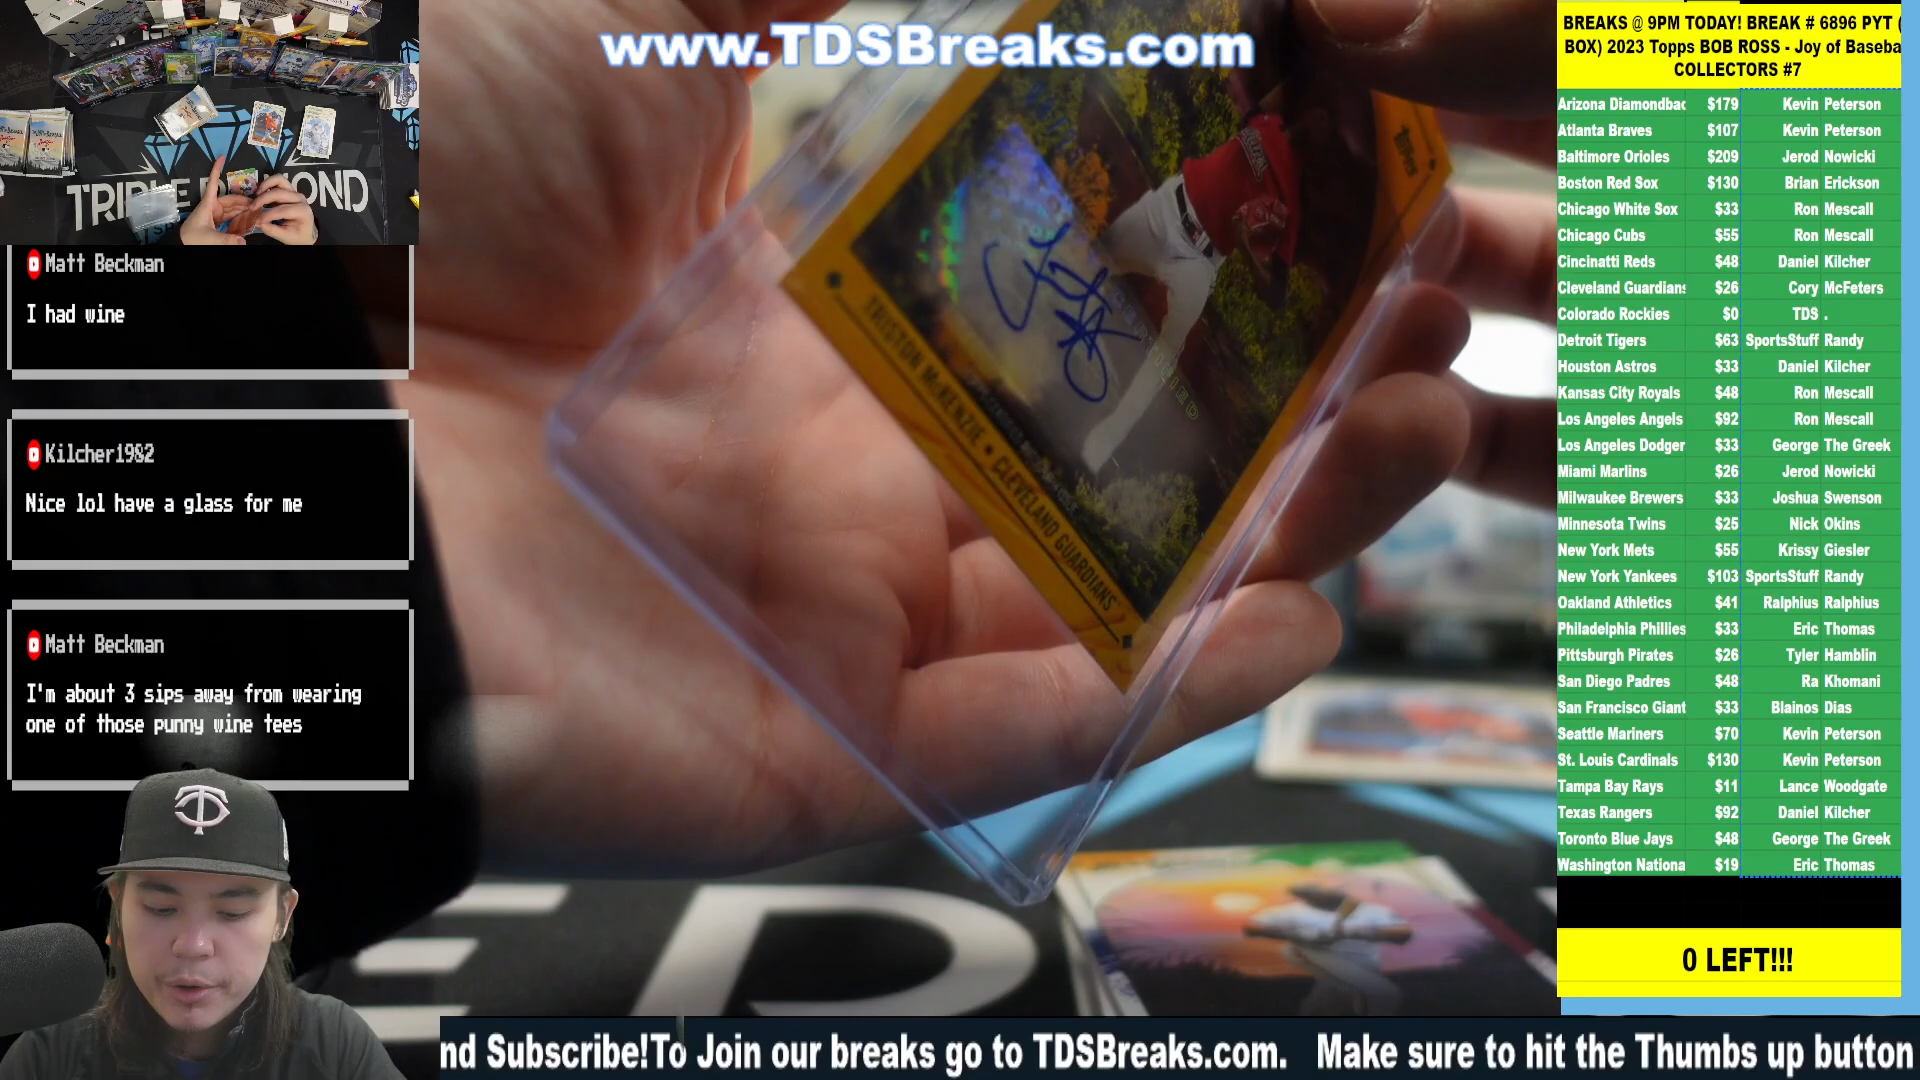 www.TDSBreaks.com
TRIPLE DIAMOND
Matt Beckman
I had wine
Kilcher1982
Nice lol have a glass for me
Matt Beckman
I'm about 3 sips away from wearing
one of those punny wine tees
TRISTON McKENZIE • CLEVELAND GUARDIANS
topps
BREAKS @ 9PM TODAY! BREAK # 6896 PYT (
BOX) 2023 Topps BOB ROSS - Joy of Baseba
COLLECTORS #7
Arizona Diamondbac $179 Kevin Peterson
Atlanta Braves $107 Kevin Peterson
Baltimore Orioles $209 Jerod Nowicki
Boston Red Sox $130 Brian Erickson
Chicago White Sox $33 Ron Mescall
Chicago Cubs $55 Ron Mescall
Cincinatti Reds $48 Daniel Kilcher
Cleveland Guardians $26 Cory McFeters
Colorado Rockies $0 TDS .
Detroit Tigers $63 SportsStuff Randy
Houston Astros $33 Daniel Kilcher
Kansas City Royals $48 Ron Mescall
Los Angeles Angels $92 Ron Mescall
Los Angeles Dodger $33 George The Greek
Miami Marlins $26 Jerod Nowicki
Milwaukee Brewers $33 Joshua Swenson
Minnesota Twins $25 Nick Okins
New York Mets $55 Krissy Giesler
New York Yankees $103 SportsStuff Randy
Oakland Athletics $41 Ralphius Ralphius
Philadelphia Phillies $33 Eric Thomas
Pittsburgh Pirates $26 Tyler Hamblin
San Diego Padres $48 Ra Khomani
San Francisco Giant $33 Blainos Dias
Seattle Mariners $70 Kevin Peterson
St. Louis Cardinals $130 Kevin Peterson
Tampa Bay Rays $11 Lance Woodgate
Texas Rangers $92 Daniel Kilcher
Toronto Blue Jays $48 George The Greek
Washington Nationa $19 Eric Thomas
0 LEFT!!!
nd Subscribe!To Join our breaks go to TDSBreaks.com. Make sure to hit the Thumbs up button